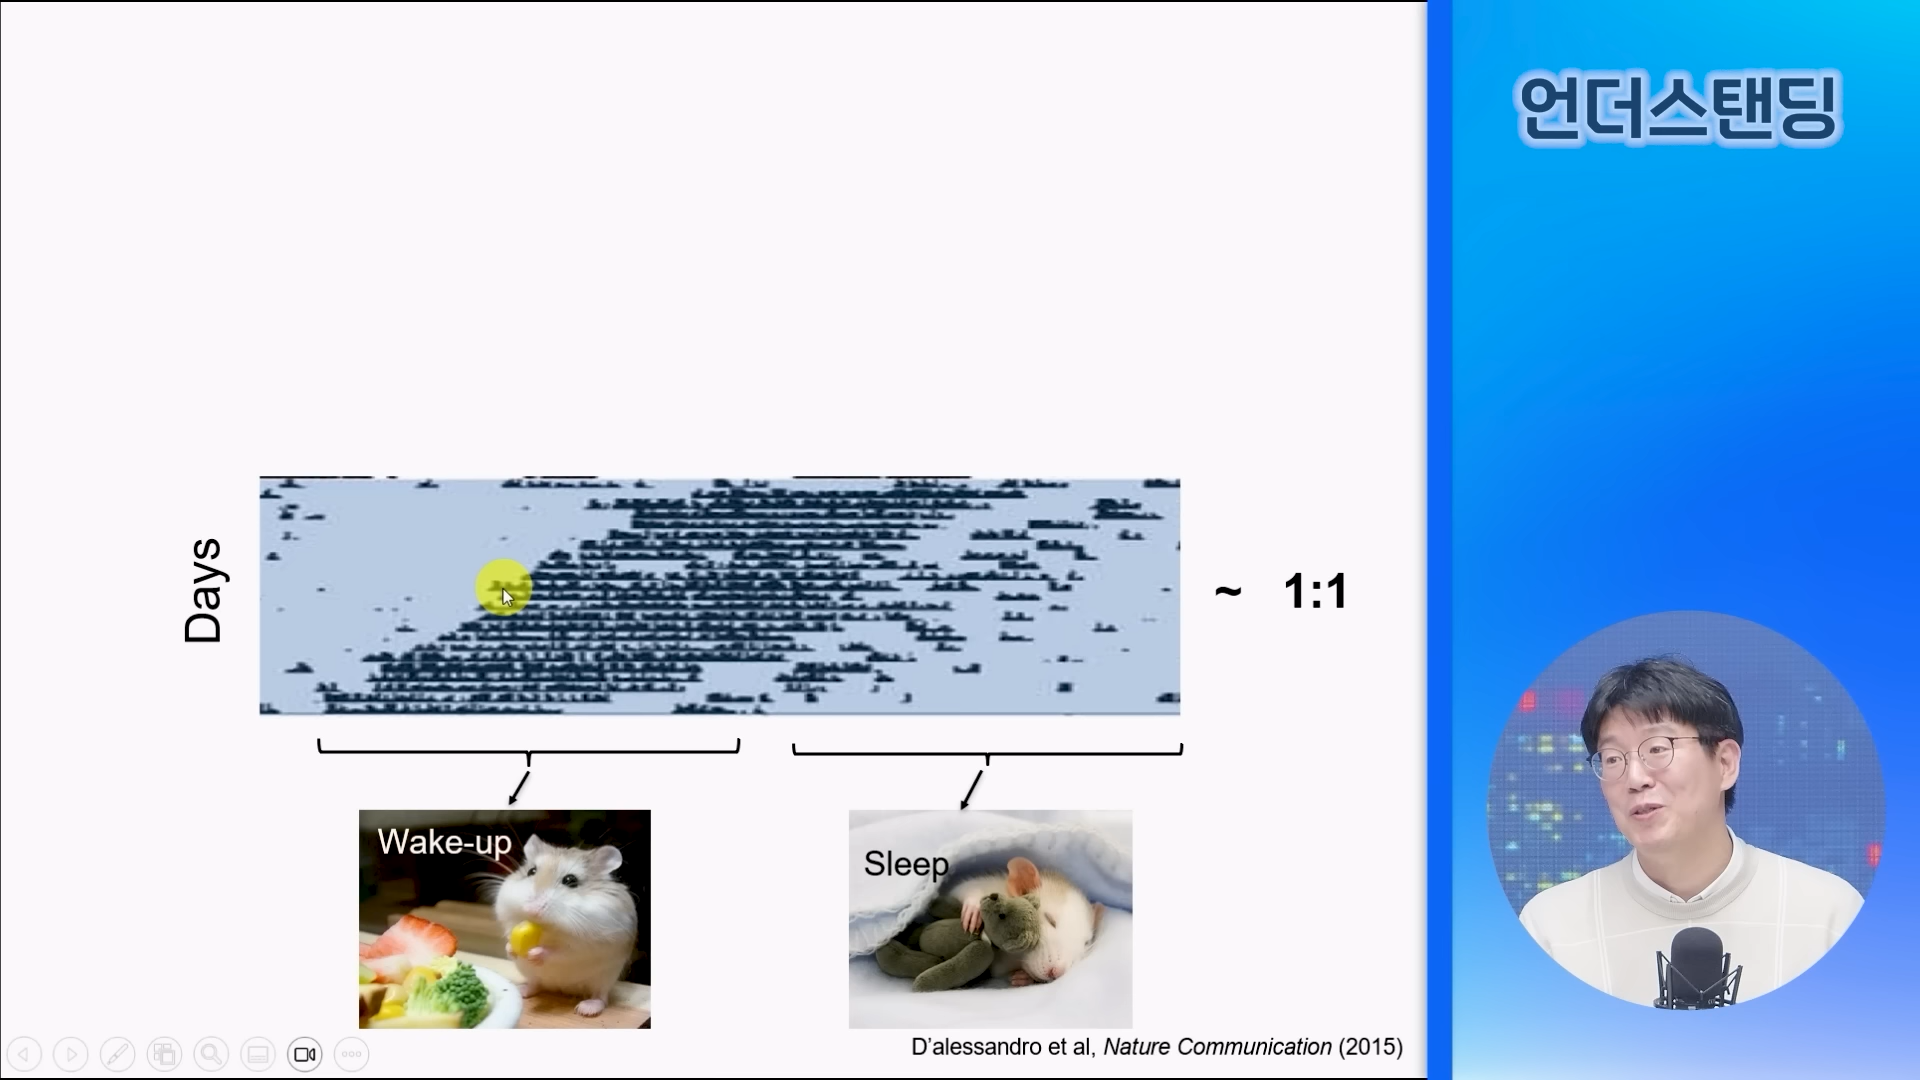 언더스탠딩
Days
~ 1:1
Wake-up
Sleep
D’alessandro et al, Nature Communication (2015)